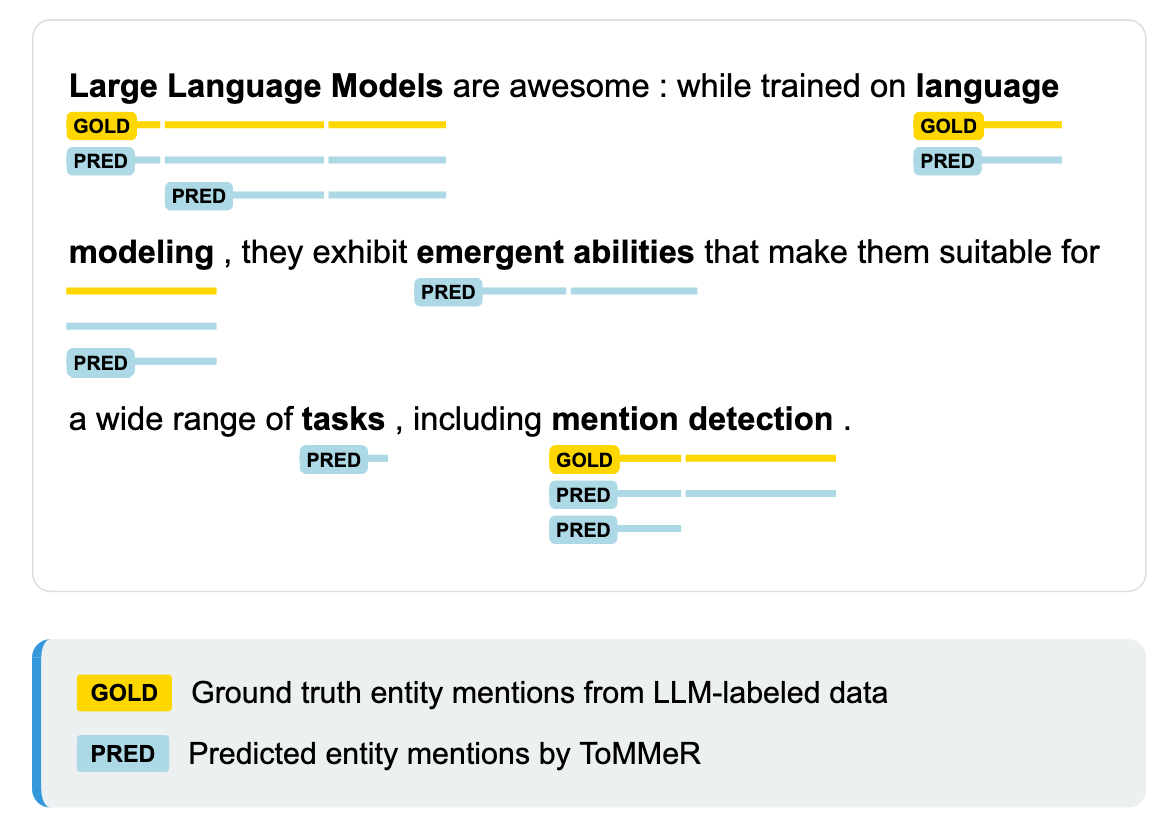 Large Language Models are awesome : while trained on language
GOLD GOLD
PRED PRED
PRED
modeling , they exhibit emergent abilities that make them suitable for
PRED
PRED
a wide range of tasks , including mention detection .
PRED GOLD
PRED
PRED
GOLD Ground truth entity mentions from LLM-labeled data
PRED Predicted entity mentions by ToMMeR